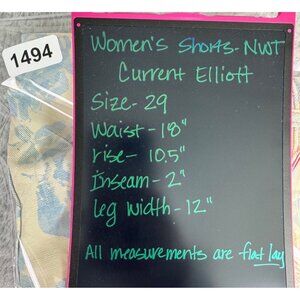 1494
Women's Shorts - NWT
Current Elliott
Size - 29
Waist - 18"
rise - 10.5"
Inseam - 2"
leg width - 12"
All measurements are flat lay